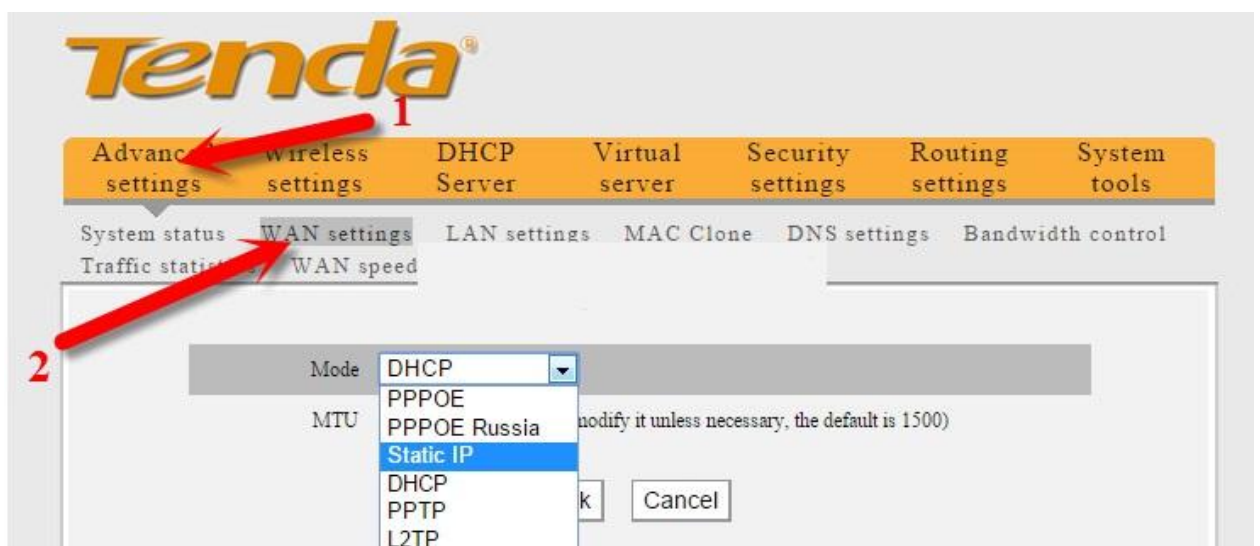 Tenda®
1
Advanc Wireless DHCP Virtual Security Routing System
settings settings Server server settings settings tools
System status WAN settings LAN settings MAC Clone DNS settings Bandwidth control
Traffic WAN speed
2
Mode DHCP
PPPOE
MTU PPPOE Russia modify it unless necessary, the default is 1500)
Static IP
DHCP
k Cancel
PPTP
L2TP